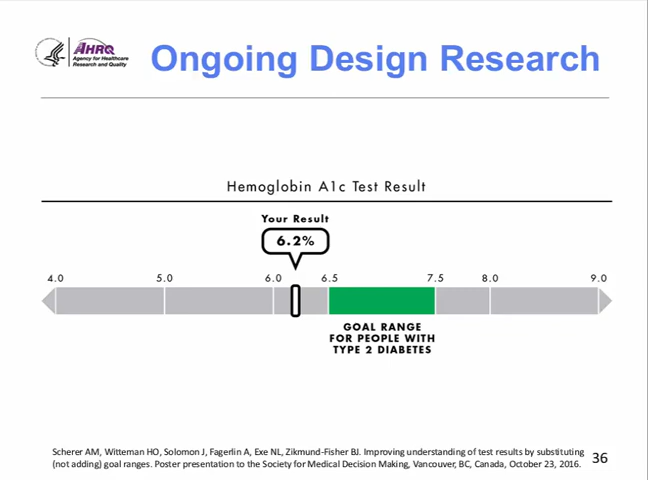 AHRQ
Agency for Healthcare
Research and Quality
Ongoing Design Research
Hemoglobin A1c Test Result
Your Result
6.2%
4.0 5.0 6.0 6.5 7.5 8.0 9.0
GOAL RANGE
FOR PEOPLE WITH
TYPE 2 DIABETES
Scherer AM, Witteman HO, Solomon J, Fagerlin A, Exe NL, Zikmund-Fisher BJ. Improving understanding of test results by substituting
(not adding) goal ranges. Poster presentation to the Society for Medical Decision Making, Vancouver, BC, Canada, October 23, 2016.
36